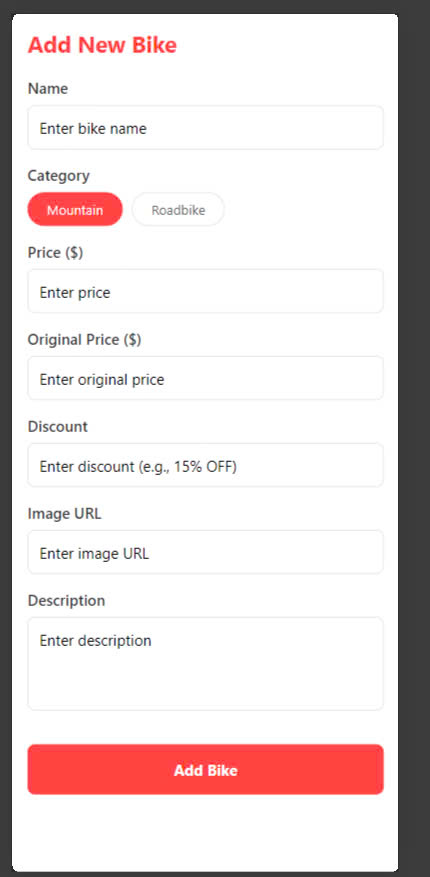 Add New Bike
Name
Enter bike name
Category
Mountain Roadbike
Price ($)
Enter price
Original Price ($)
Enter original price
Discount
Enter discount (e.g., 15% OFF)
Image URL
Enter image URL
Description
Enter description
Add Bike